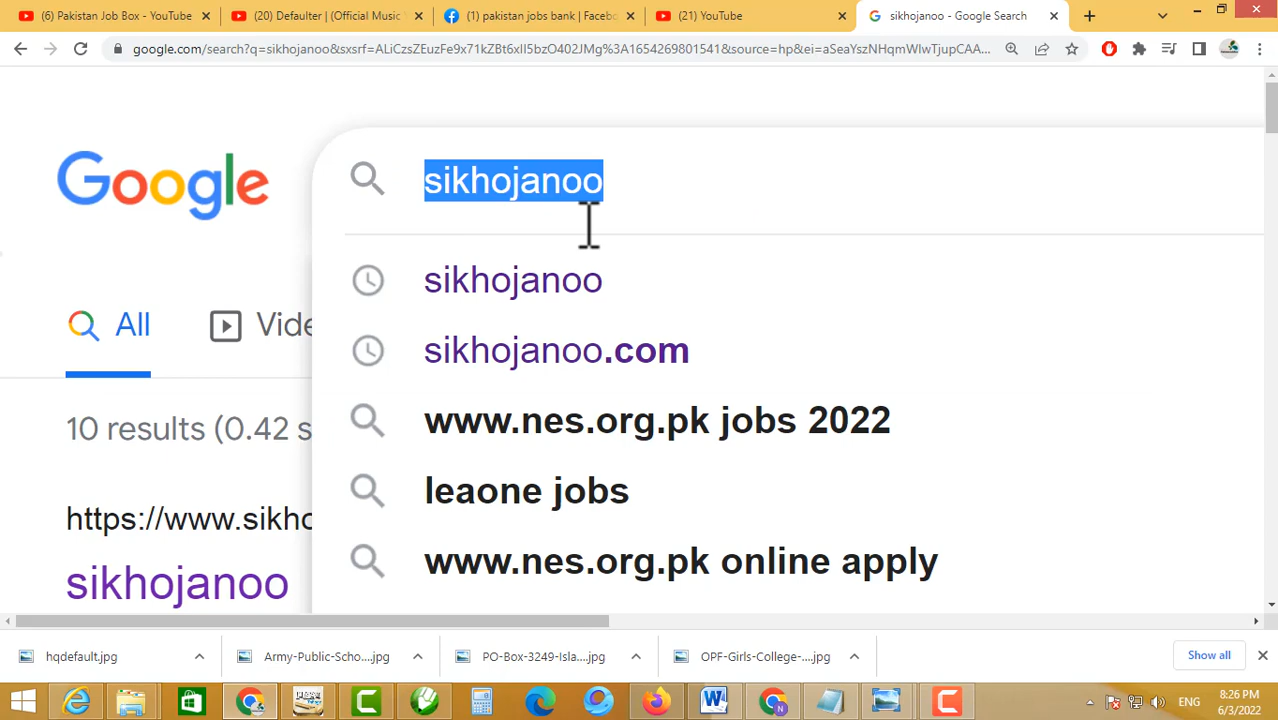 (6) Pakistan Job Box - YouTube
(20) Defaulter | (Official Music
(1) pakistan jobs bank | Facebo
(21) YouTube
sikhojanoo - Google Search
google.com/search?q=sikhojanoo&sxsrf=ALiCzsZEuzFe9x71kZBt6xII5bzO402JMg%3A1654269801541&source=hp&ei=aSeaYszNHqmWlwTjupCAA...
Google
sikhojanoo
sikhojanoo
sikhojanoo.com
www.nes.org.pk jobs 2022
leaone jobs
www.nes.org.pk online apply
All
Vide
10 results (0.42 s
https://www.sikho
sikhojanoo
hqdefault.jpg
Army-Public-Scho....jpg
PO-Box-3249-Isla....jpg
OPF-Girls-College-....jpg
Show all
ENG
8:26 PM
6/3/2022